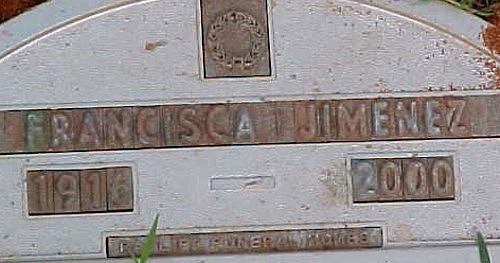 FRANCISCA JIMENEZ
1916 2000
FUNERAL HOMES